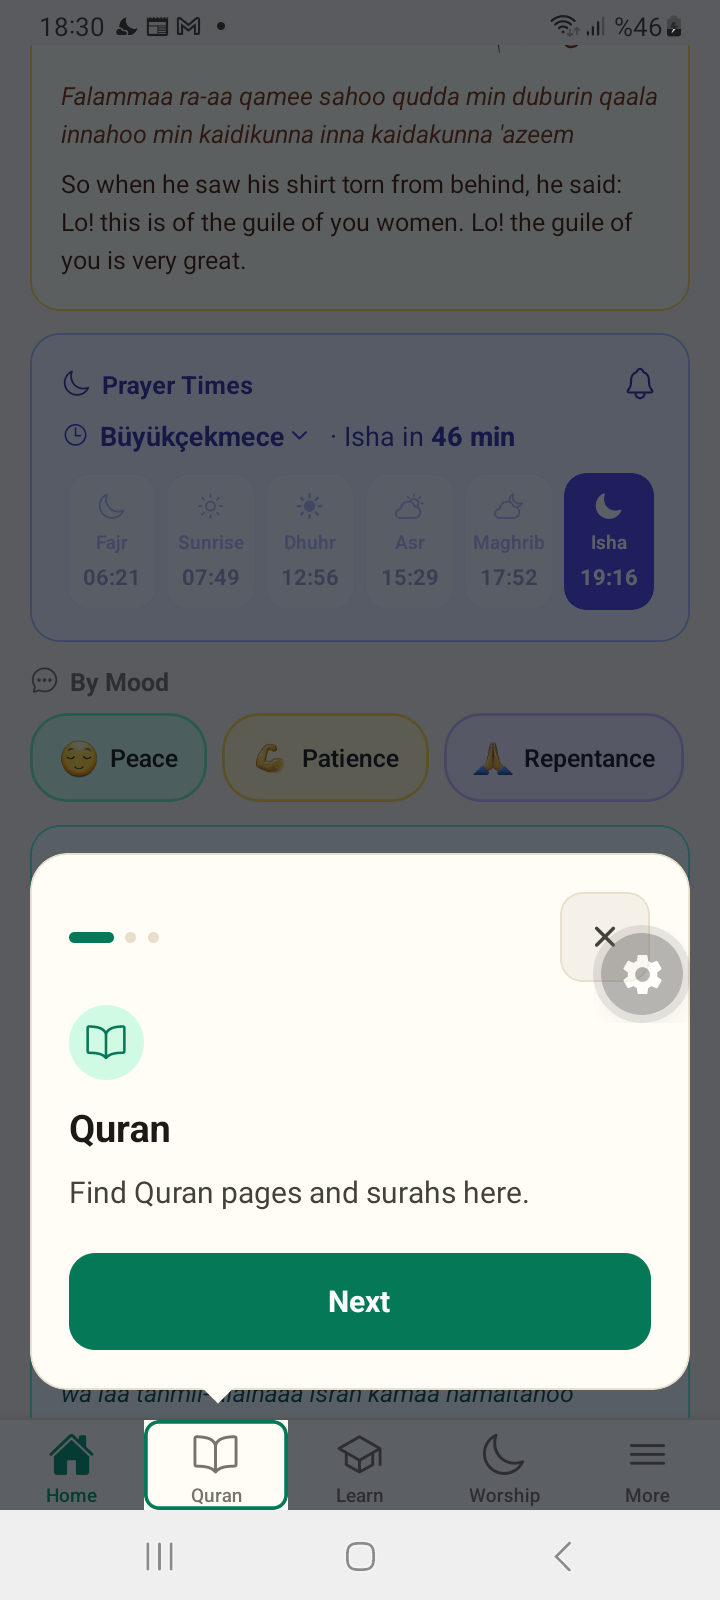 18:30
%46
Falammaa ra-aa qamee sahoo qudda min duburin qaala
innahoo min kaidikunna inna kaidakunna 'azeem
So when he saw his shirt torn from behind, he said:
Lo! this is of the guile of you women. Lo! the guile of
you is very great.
Prayer Times
Büyükçekmece · Isha in 46 min
Fajr Sunrise Dhuhr Asr Maghrib Isha
06:21 07:49 12:56 15:29 17:52 19:16
By Mood
Peace Patience Repentance
Quran
Find Quran pages and surahs here.
Next
kamaa hamaltahoo
Home Quran Learn Worship More